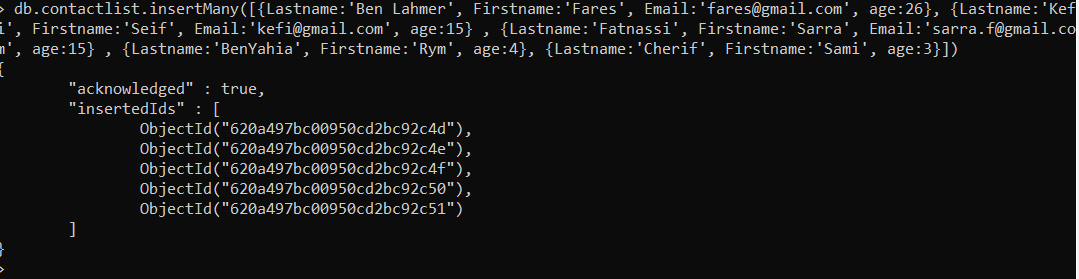 > db.contactlist.insertMany([{Lastname:'Ben Lahmer', Firstname:'Fares', Email:'fares@gmail.com', age:26}, {Lastname:'Kef
i', Firstname:'Seif', Email:'kefi@gmail.com', age:15} , {Lastname:'Fatnassi', Firstname:'Sarra', Email:'sarra.f@gmail.co
m', age:15} , {Lastname:'BenYahia', Firstname:'Rym', age:4}, {Lastname:'Cherif', Firstname:'Sami', age:3}])
{
"acknowledged" : true,
"insertedIds" : [
ObjectId("620a497bc00950cd2bc92c4d"),
ObjectId("620a497bc00950cd2bc92c4e"),
ObjectId("620a497bc00950cd2bc92c4f"),
ObjectId("620a497bc00950cd2bc92c50"),
ObjectId("620a497bc00950cd2bc92c51")
]
}
>